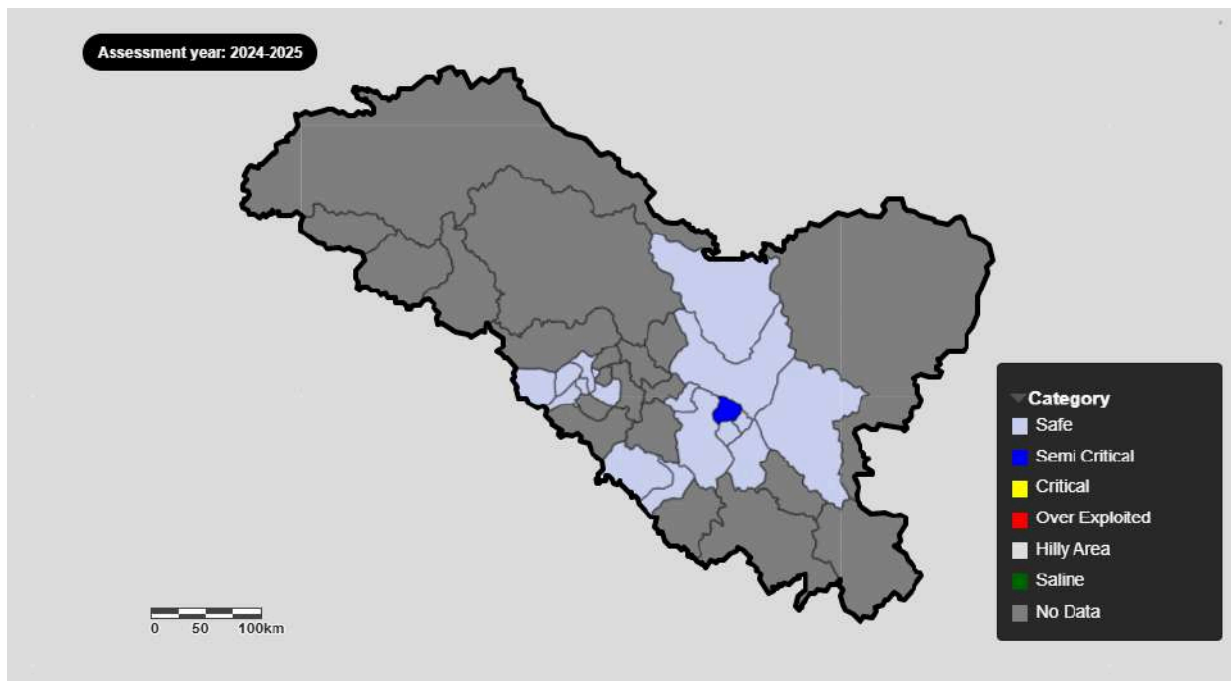 Assessment year: 2024-2025
Category
Safe
Semi Critical
Critical
Over Exploited
Hilly Area
Saline
No Data
0 50 100km